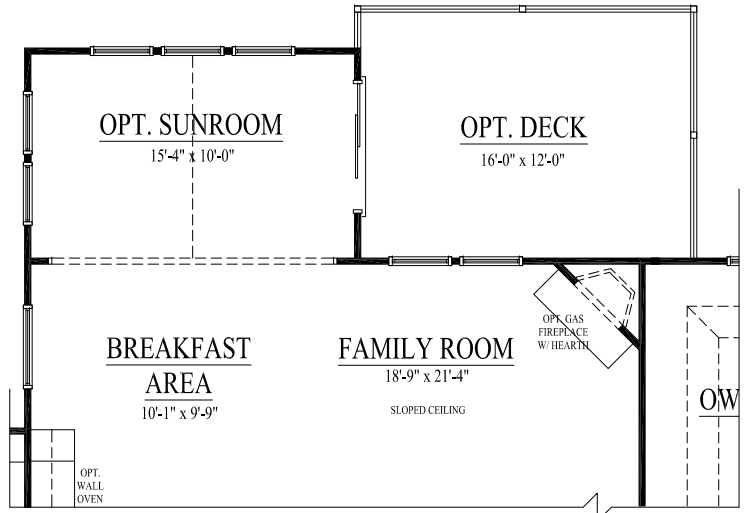 OPT. SUNROOM
15'-4" x 10'-0"
OPT. DECK
16'-0" x 12'-0"
OPT. GAS
FIREPLACE
W/ HEARTH
BREAKFAST
AREA
10'-1" x 9'-9"
FAMILY ROOM
18'-9" x 21'-4"
SLOPED CEILING
OW
OPT.
WALL
OVEN